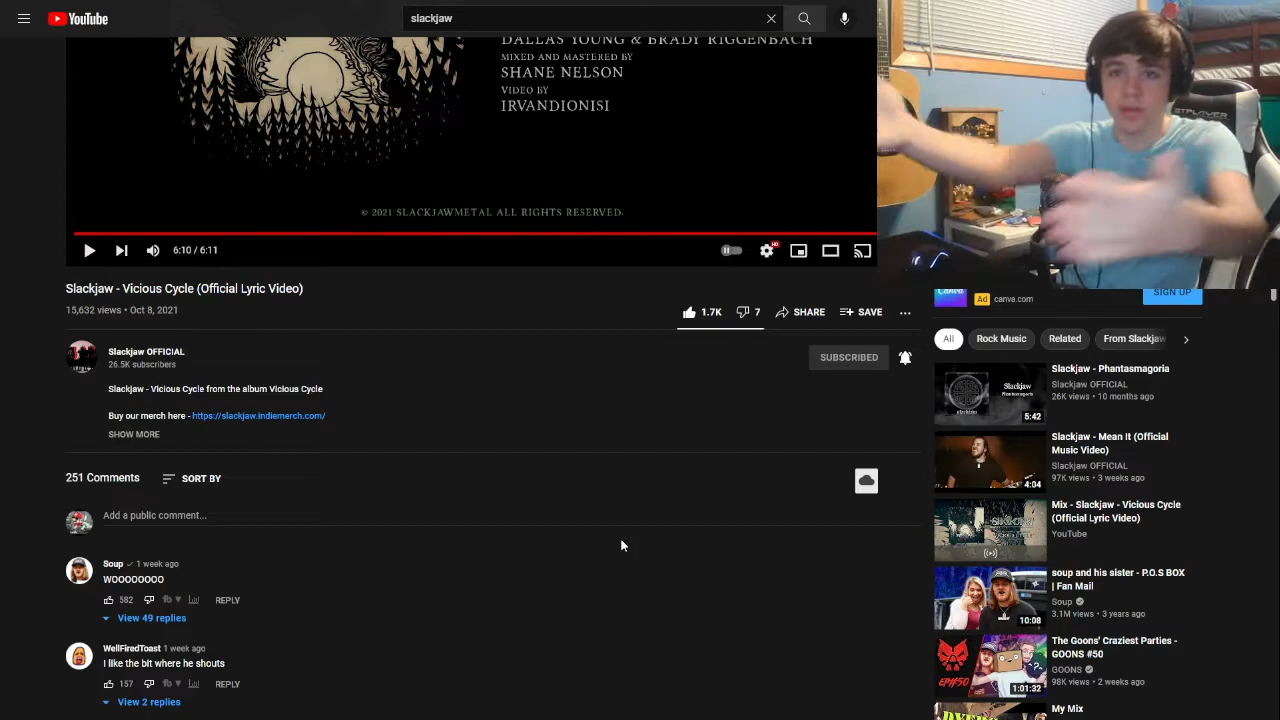 YouTube
slackjaw
DALLAS YOUNG & BRADY RIGGENBACH
MIXED AND MASTERED BY
SHANE NELSON
VIDEO BY
IRVANDIONISI
© 2021 SLACKJAWMETAL ALL RIGHTS RESERVED.
6:10 / 6:11
HD
Slackjaw - Vicious Cycle (Official Lyric Video)
15,632 views • Oct 8, 2021
1.7K
7
SHARE
SAVE
Slackjaw OFFICIAL
26.5K subscribers
SUBSCRIBED
Slackjaw - Vicious Cycle from the album Vicious Cycle
Buy our merch here - https://slackjaw.indiemerch.com/
SHOW MORE
251 Comments
SORT BY
Add a public comment...
Soup 1 week ago
WOOOOOOOO
582
REPLY
View 49 replies
WellFiredToast 1 week ago
I like the bit where he shouts
157
REPLY
View 2 replies
Canva
Ad canva.com
SIGN UP
All
Rock Music
Related
From Slackjaw
Slackjaw - Phantasmagoria
Slackjaw OFFICIAL
26K views • 10 months ago
Slackjaw
Phantasmagoria
5:42
Slackjaw - Mean It (Official
Music Video)
Slackjaw OFFICIAL
97K views • 3 weeks ago
4:04
Mix - Slackjaw - Vicious Cycle
(Official Lyric Video)
YouTube
soup and his sister - P.O.S BOX
| Fan Mail
Soup
3.1M views • 3 years ago
10:08
The Goons' Craziest Parties -
GOONS #50
GOONS
98K views • 2 weeks ago
EP#50
1:01:32
My Mix